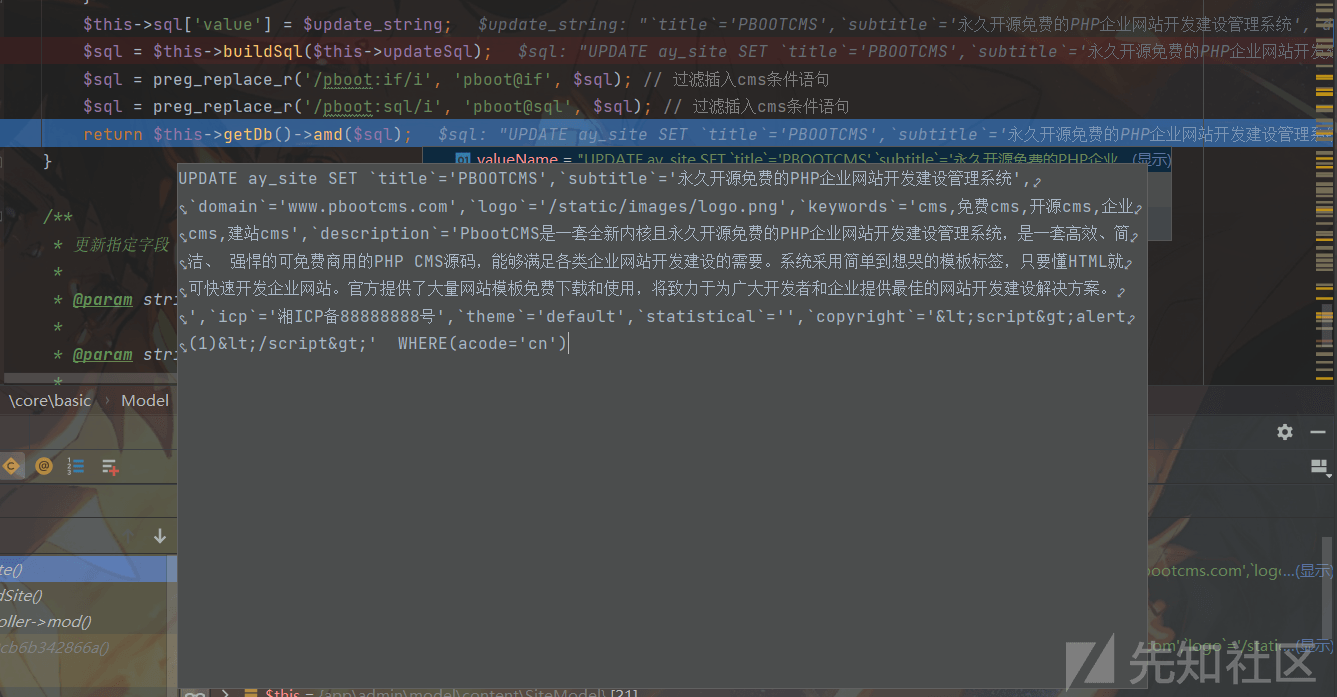 }
$this->sql['value'] = $update_string;   $update_string: "`title`='PBOOTCMS',`subtitle`='永久开源免费的PHP企业网站开发建设管理系统',`d
$sql = $this->buildSql($this->updateSql);   $sql: "UPDATE ay_site SET `title`='PBOOTCMS',`subtitle`='永久开源免费的PHP企业网站开发
$sql = preg_replace_r('/pboot:if/i', 'pboot@if', $sql); // 过滤插入cms条件语句
$sql = preg_replace_r('/pboot:sql/i', 'pboot@sql', $sql); // 过滤插入cms条件语句
return $this->getDb()->amd($sql);   $sql: "UPDATE ay_site SET `title`='PBOOTCMS',`subtitle`='永久开源免费的PHP企业网站开发建设管理系
}
valueName = "UPDATE ay_site SET `title`='PBOOTCMS',`subtitle`='永久开源免费的PHP企业...(显示)
UPDATE ay_site SET `title`='PBOOTCMS',`subtitle`='永久开源免费的PHP企业网站开发建设管理系统',
`domain`='www.pbootcms.com',`logo`='/static/images/logo.png',`keywords`='cms,免费cms,开源cms,企业
cms,建站cms',`description`='PbootCMS是一套全新内核且永久开源免费的PHP企业网站开发建设管理系统，是一套高效、简
洁、 强悍的可免费商用的PHP CMS源码，能够满足各类企业网站开发建设的需要。系统采用简单到想哭的模板标签，只要懂HTML就
可快速开发企业网站。官方提供了大量网站模板免费下载和使用，将致力于为广大开发者和企业提供最佳的网站开发建设解决方案。
',`icp`='湘ICP备88888888号',`theme`='default',`statistical`='',`copyright`='&lt;script&gt;alert
(1)&lt;/script&gt;'  WHERE(acode='cn')
/**
* 更新指定字段
*
* @param stri
*
* @param stri
*
\core\basic › Model
te()
dSite()
oller->mod()
cb6b342866a()
bootcms.com',`logo...(显示)
com',`logo`='/static...(显示)
$this = {app\admin\model\content\SiteModel} [21]
先知社区